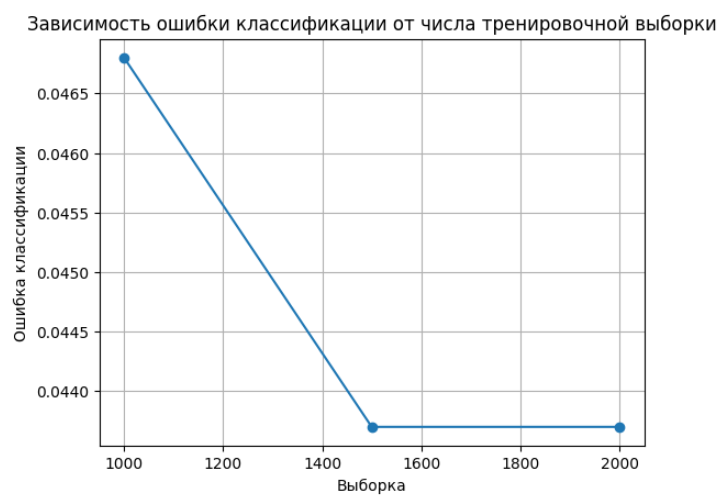 Зависимость ошибки классификации от числа тренировочной выборки
0.0465
0.0460
0.0455
0.0450
0.0445
0.0440
Ошибка классификации
1000 1200 1400 1600 1800 2000
Выборка